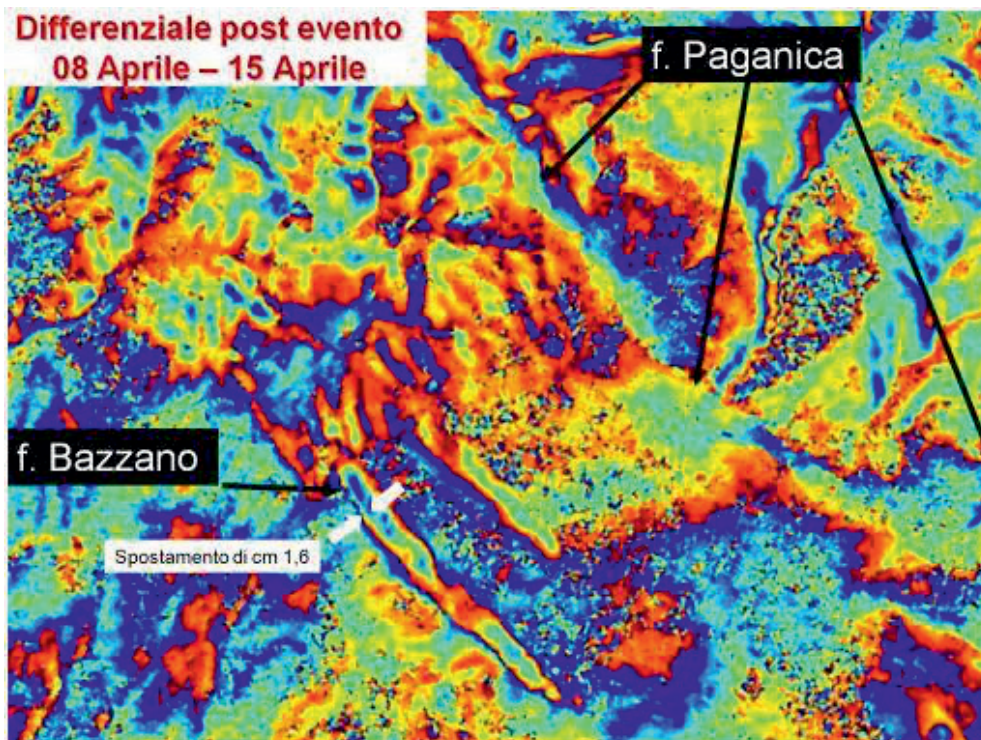 Differenziale post evento
08 Aprile – 15 Aprile
f. Paganica
f. Bazzano
Spostamento di cm 1,6